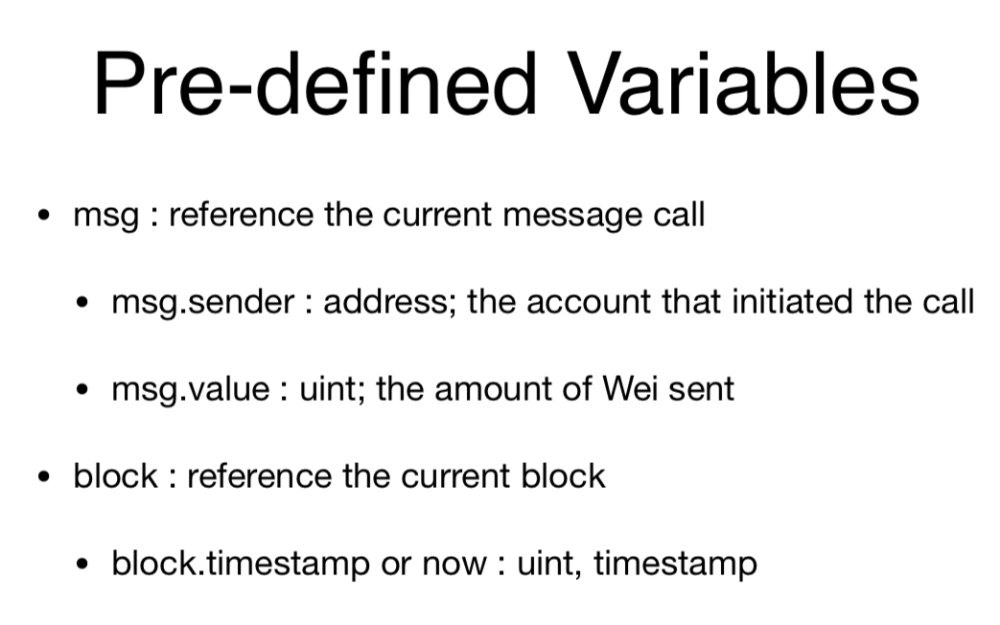 Pre-defined Variables
• msg : reference the current message call
• msg.sender : address; the account that initiated the call
• msg.value : uint; the amount of Wei sent
• block : reference the current block
• block.timestamp or now : uint, timestamp